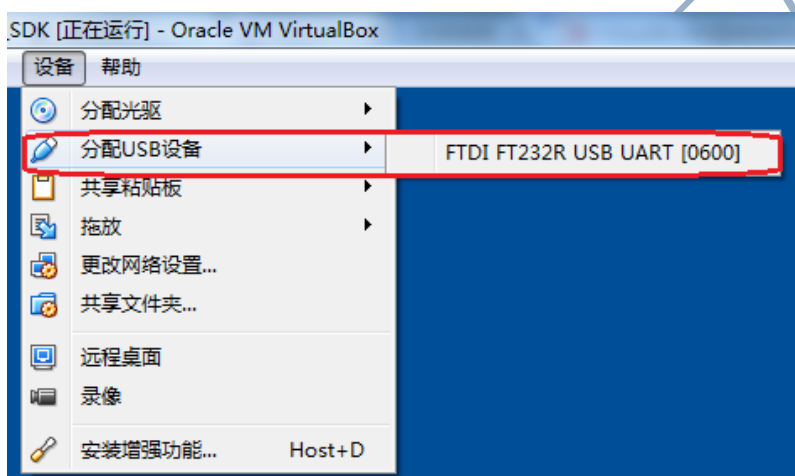 _SDK [正在运行] - Oracle VM VirtualBox
设备 帮助
分配光驱
分配USB设备 FTDI FT232R USB UART [0600]
共享粘贴板
拖放
更改网络设置...
共享文件夹...
远程桌面
录像
安装增强功能... Host+D